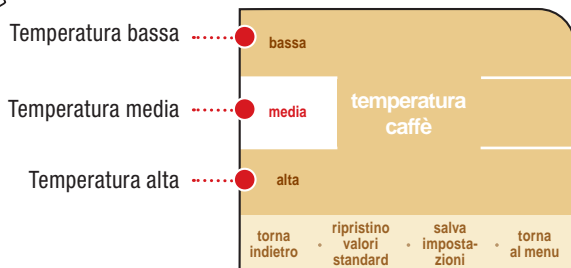 Temperatura bassa
bassa
Temperatura media
media
temperatura
caffè
Temperatura alta
alta
torna
indietro
ripristino
valori
standard
salva
imposta-
zioni
torna
al menu